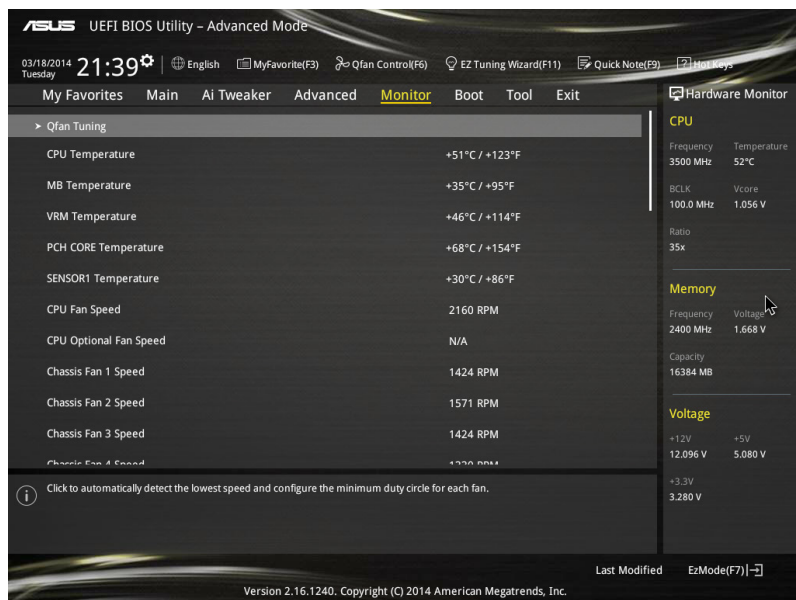 ASUS UEFI BIOS Utility – Advanced Mode
03/18/2014 Tuesday 21:39 English MyFavorite(F3) Qfan Control(F6) EZ Tuning Wizard(F11) Quick Note(F9) ? Hot Keys
My Favorites Main Ai Tweaker Advanced Monitor Boot Tool Exit
Hardware Monitor
> Qfan Tuning
CPU Temperature +51°C / +123°F
MB Temperature +35°C / +95°F
VRM Temperature +46°C / +114°F
PCH CORE Temperature +68°C / +154°F
SENSOR1 Temperature +30°C / +86°F
CPU Fan Speed 2160 RPM
CPU Optional Fan Speed N/A
Chassis Fan 1 Speed 1424 RPM
Chassis Fan 2 Speed 1571 RPM
Chassis Fan 3 Speed 1424 RPM
Chassis Fan 4 Speed
CPU
Frequency Temperature
3500 MHz 52°C
BCLK Vcore
100.0 MHz 1.056 V
Ratio
35x
Memory
Frequency Voltage
2400 MHz 1.668 V
Capacity
16384 MB
Voltage
+12V +5V
12.096 V 5.080 V
+3.3V
3.280 V
i Click to automatically detect the lowest speed and configure the minimum duty circle for each fan.
Last Modified EzMode(F7)
Version 2.16.1240. Copyright (C) 2014 American Megatrends, Inc.